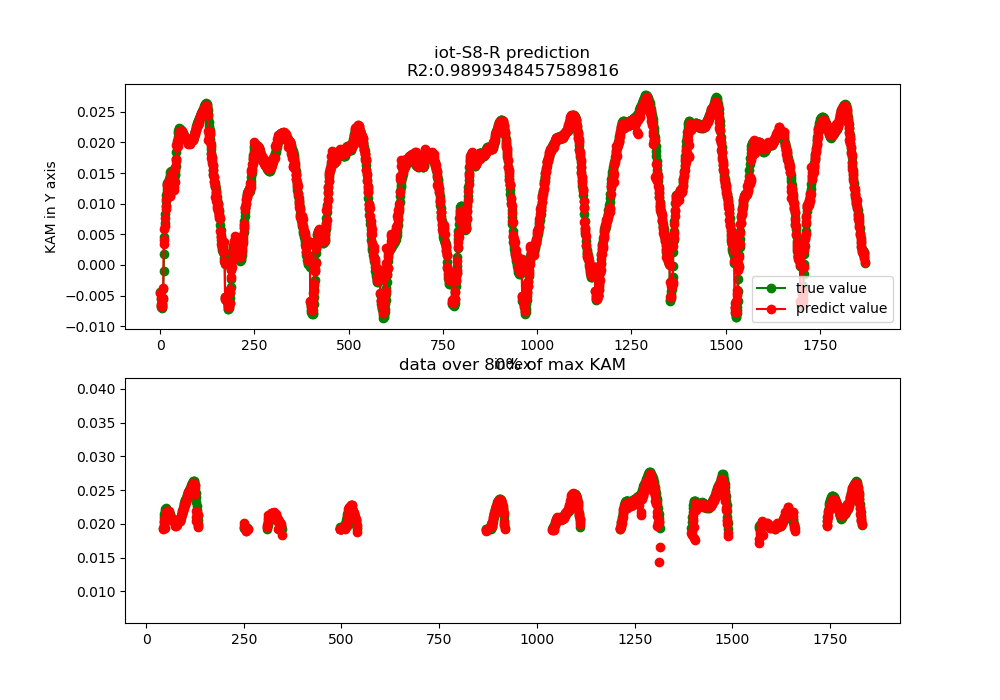 iot-S8-R prediction
R2:0.9899348457589816
KAM in Y axis
0.025
0.020
0.015
0.010
0.005
0.000
−0.005
−0.010
true value
predict value
0 250 500 750 1000 1250 1500 1750
index
data over 80% of max KAM
0.040
0.035
0.030
0.025
0.020
0.015
0.010
0 250 500 750 1000 1250 1500 1750